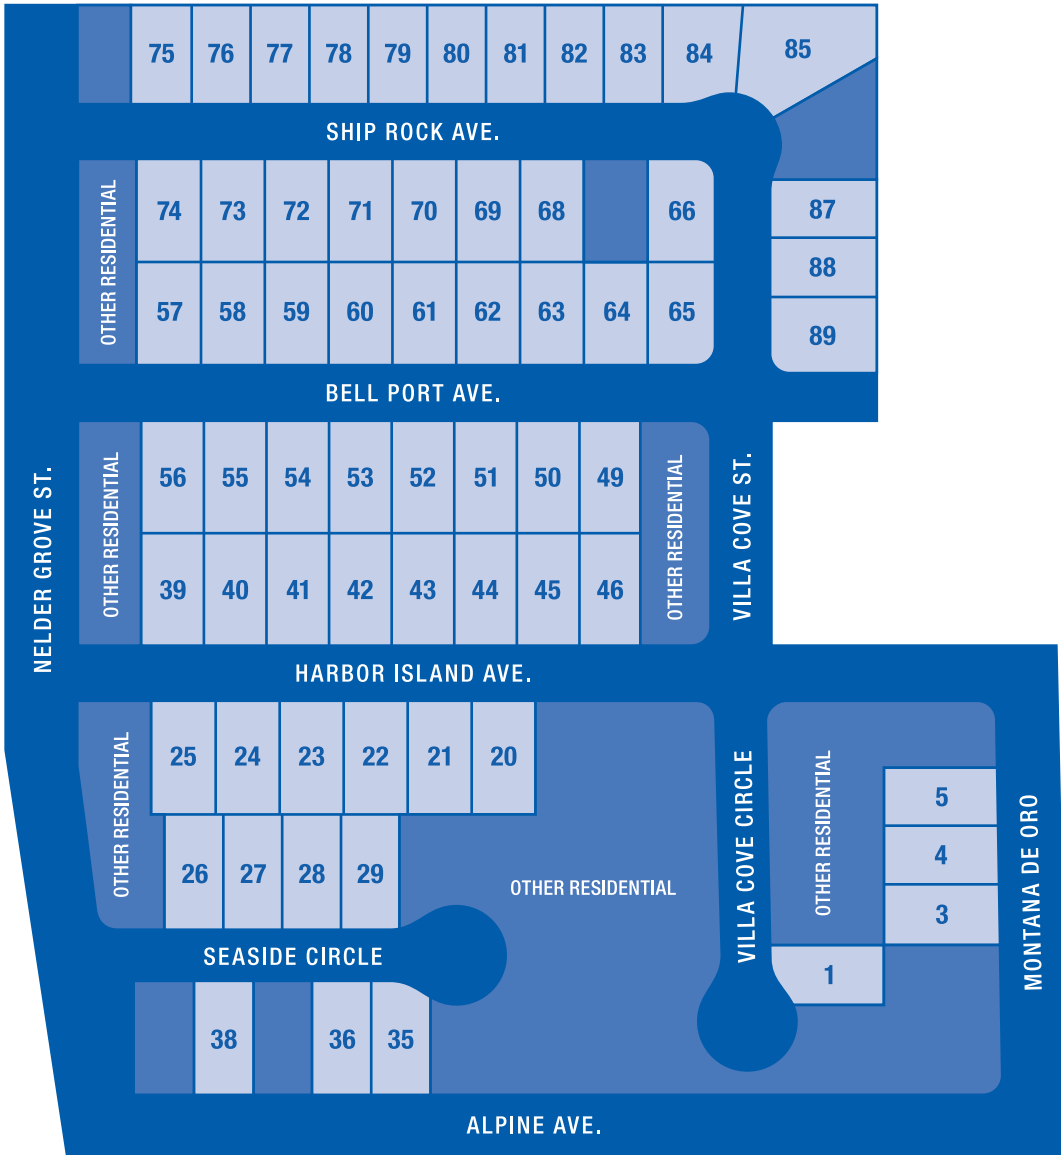 75 76 77 78 79 80 81 82 83 84 85
SHIP ROCK AVE.
OTHER RESIDENTIAL
74 73 72 71 70 69 68 66
87
88
57 58 59 60 61 62 63 64 65
89
BELL PORT AVE.
NELDER GROVE ST.
OTHER RESIDENTIAL
56 55 54 53 52 51 50 49
39 40 41 42 43 44 45 46
OTHER RESIDENTIAL
VILLA COVE ST.
HARBOR ISLAND AVE.
OTHER RESIDENTIAL
25 24 23 22 21 20
26 27 28 29
OTHER RESIDENTIAL
VILLA COVE CIRCLE
OTHER RESIDENTIAL
5
4
3
1
MONTANA DE ORO
SEASIDE CIRCLE
38 36 35
ALPINE AVE.